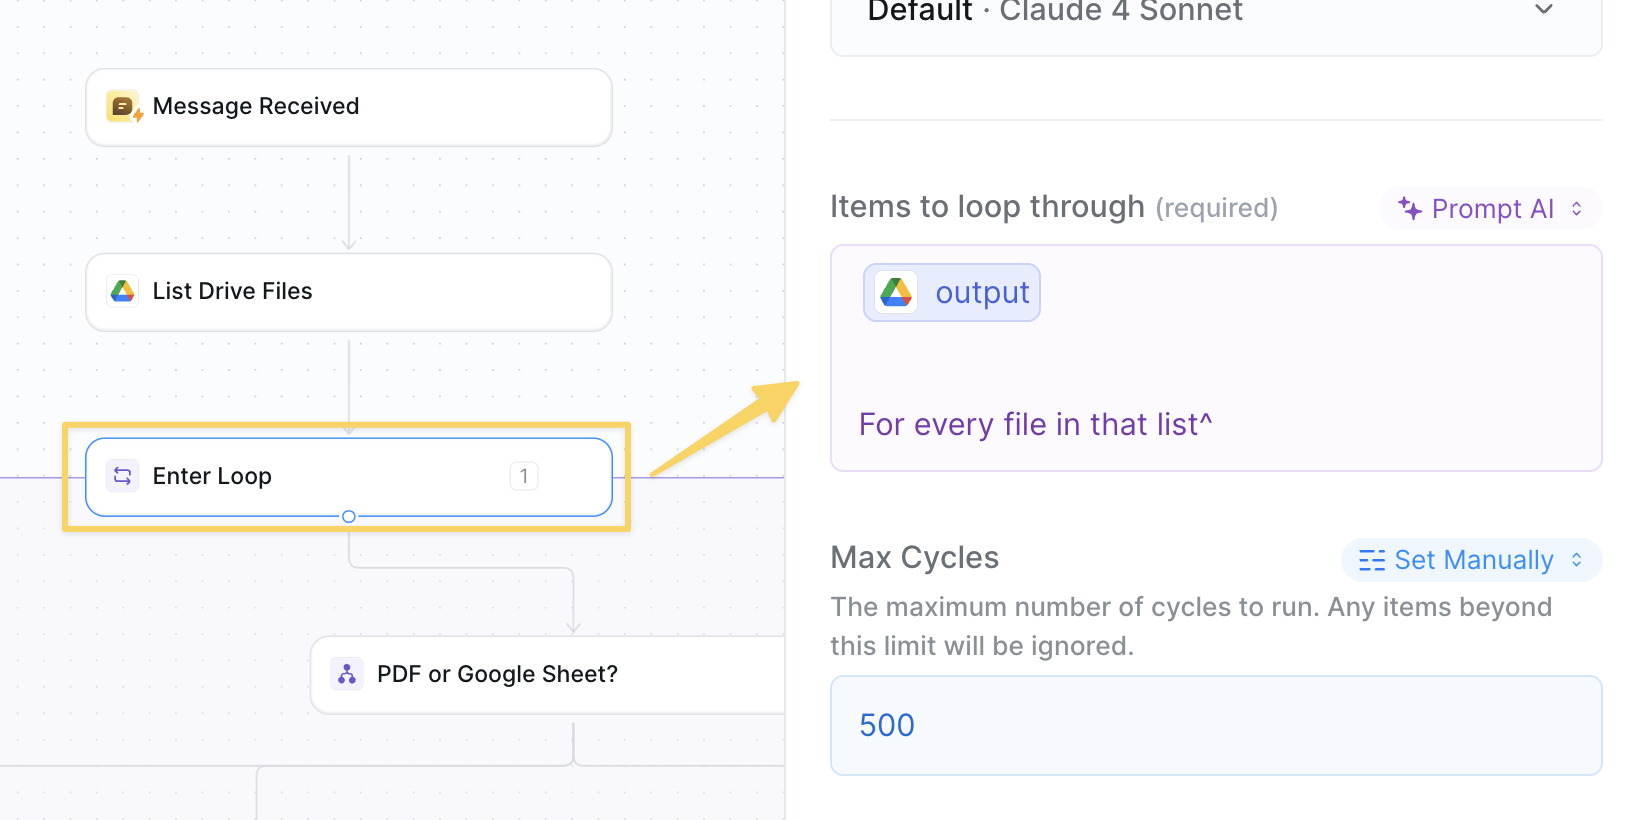 Message Received
List Drive Files
Enter Loop
1
PDF or Google Sheet?
Default · Claude 4 Sonnet
Items to loop through (required)
Prompt AI
output
For every file in that list^
Max Cycles
Set Manually
The maximum number of cycles to run. Any items beyond
this limit will be ignored.
500